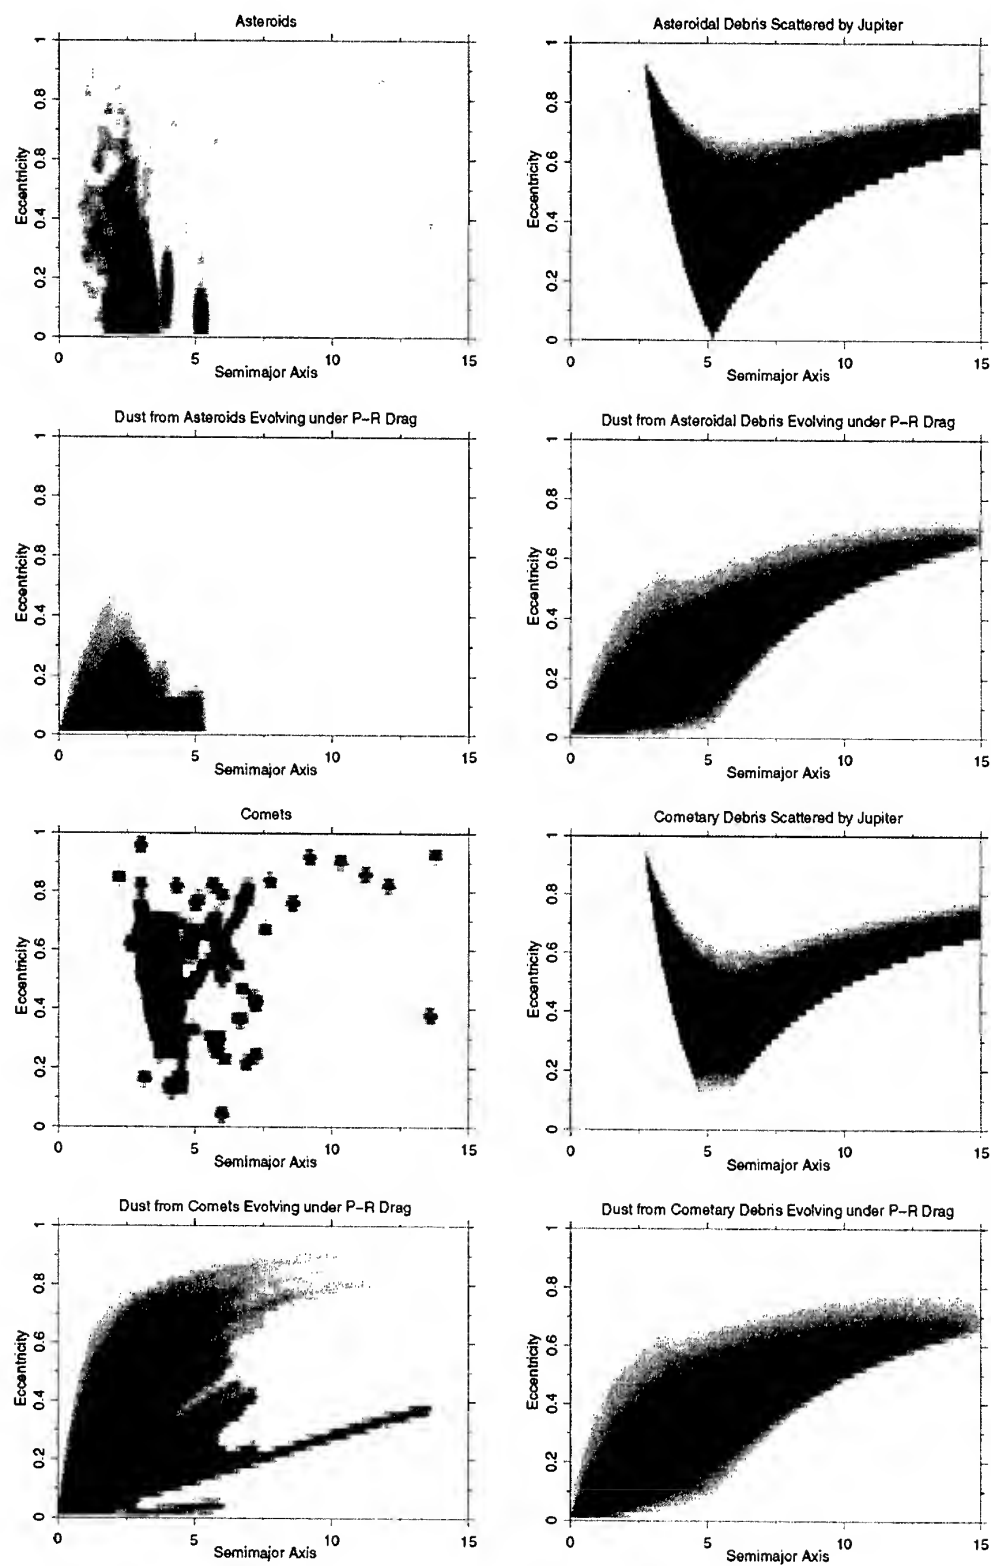 Asteroids
1
0.8
0.6
0.4
0.2
0
Eccentricity
0 5 10 15
Semimajor Axis
Asteroidal Debris Scattered by Jupiter
1
0.8
0.6
0.4
0.2
0
Eccentricity
0 5 10 15
Semimajor Axis
Dust from Asteroids Evolving under P-R Drag
1
0.8
0.6
0.4
0.2
0
Eccentricity
0 5 10 15
Semimajor Axis
Dust from Asteroidal Debris Evolving under P-R Drag
1
0.8
0.6
0.4
0.2
0
Eccentricity
0 5 10 15
Semimajor Axis
Comets
1
0.8
0.6
0.4
0.2
0
Eccentricity
0 5 10 15
Semimajor Axis
Cometary Debris Scattered by Jupiter
1
0.8
0.6
0.4
0.2
0
Eccentricity
0 5 10 15
Semimajor Axis
Dust from Comets Evolving under P-R Drag
1
0.8
0.6
0.4
0.2
0
Eccentricity
0 5 10 15
Semimajor Axis
Dust from Cometary Debris Evolving under P-R Drag
1
0.8
0.6
0.4
0.2
0
Eccentricity
0 5 10 15
Semimajor Axis